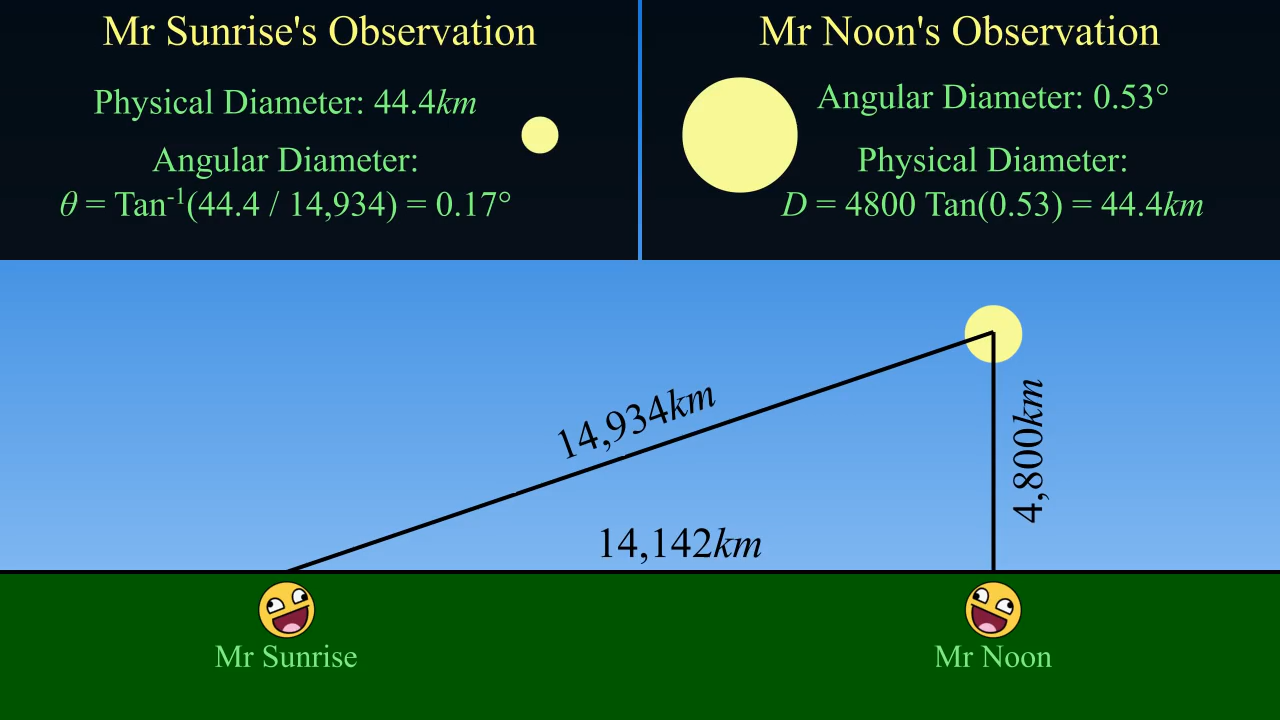 Mr Sunrise's Observation
Physical Diameter: 44.4km
Angular Diameter:
θ = Tan⁻¹(44.4 / 14,934) = 0.17°
Mr Noon's Observation
Angular Diameter: 0.53°
Physical Diameter:
D = 4800 Tan(0.53) = 44.4km
14,934km
4,800km
14,142km
Mr Sunrise
Mr Noon